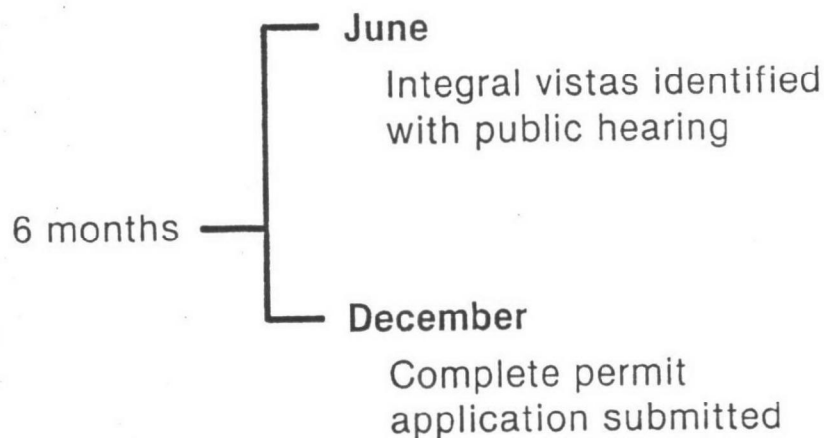 June
Integral vistas identified
with public hearing
6 months
December
Complete permit
application submitted